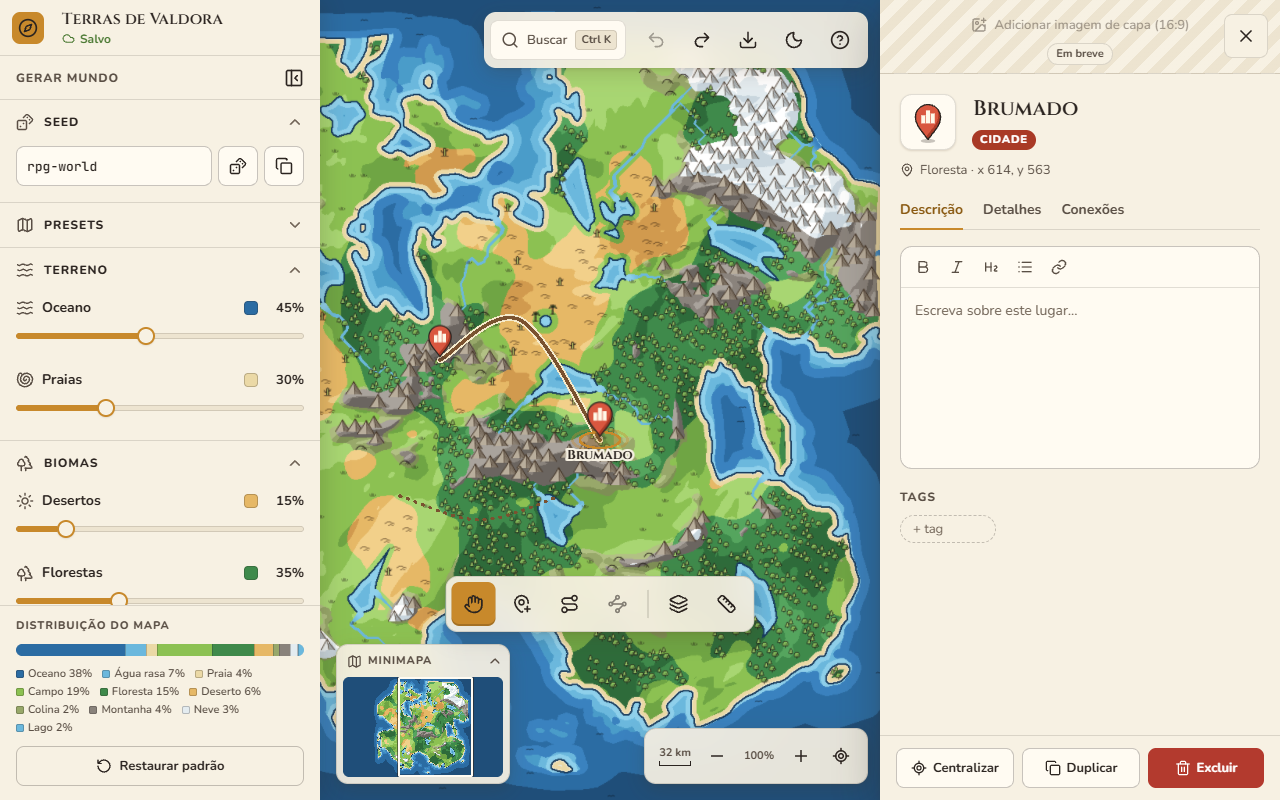 Terras de Valdora
Salvo
GERAR MUNDO
SEED
rpg-world
PRESETS
TERRENO
Oceano 45%
Praias 30%
BIOMAS
Desertos 15%
Florestas 35%
DISTRIBUIÇÃO DO MAPA
Oceano 38% Água rasa 7% Praia 4%
Campo 19% Floresta 15% Deserto 6%
Colina 2% Montanha 4% Neve 3%
Lago 2%
Restaurar padrão
Buscar Ctrl K
Brumado
MINIMAPA
32 km 100%
Adicionar imagem de capa (16:9)
Em breve
Brumado
CIDADE
Floresta · x 614, y 563
Descrição Detalhes Conexões
B I H2
Escreva sobre este lugar...
TAGS
+ tag
Centralizar Duplicar Excluir